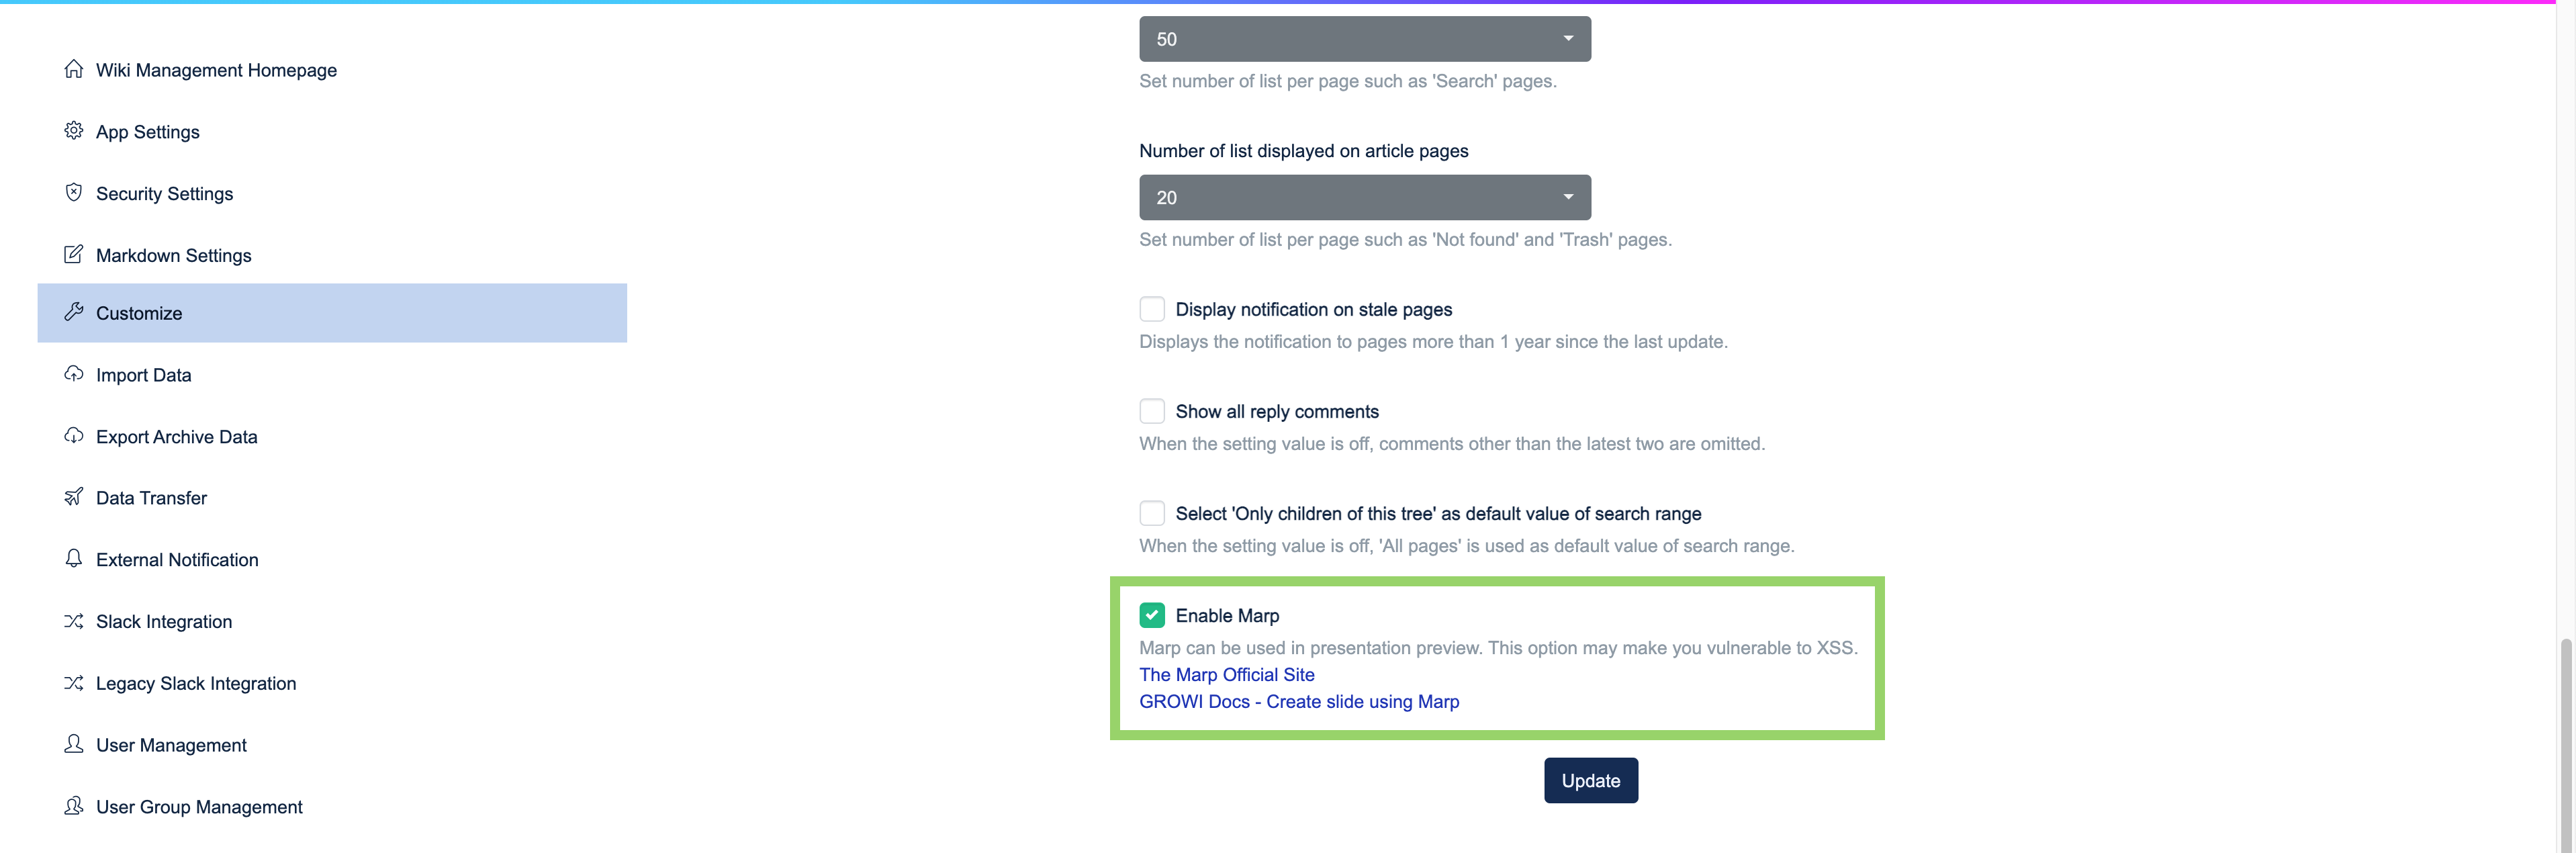 Wiki Management Homepage
App Settings
Security Settings
Markdown Settings
Customize
Import Data
Export Archive Data
Data Transfer
External Notification
Slack Integration
Legacy Slack Integration
User Management
User Group Management
50
Set number of list per page such as 'Search' pages.
Number of list displayed on article pages
20
Set number of list per page such as 'Not found' and 'Trash' pages.
Display notification on stale pages
Displays the notification to pages more than 1 year since the last update.
Show all reply comments
When the setting value is off, comments other than the latest two are omitted.
Select 'Only children of this tree' as default value of search range
When the setting value is off, 'All pages' is used as default value of search range.
Enable Marp
Marp can be used in presentation preview. This option may make you vulnerable to XSS.
The Marp Official Site
GROWI Docs - Create slide using Marp
Update